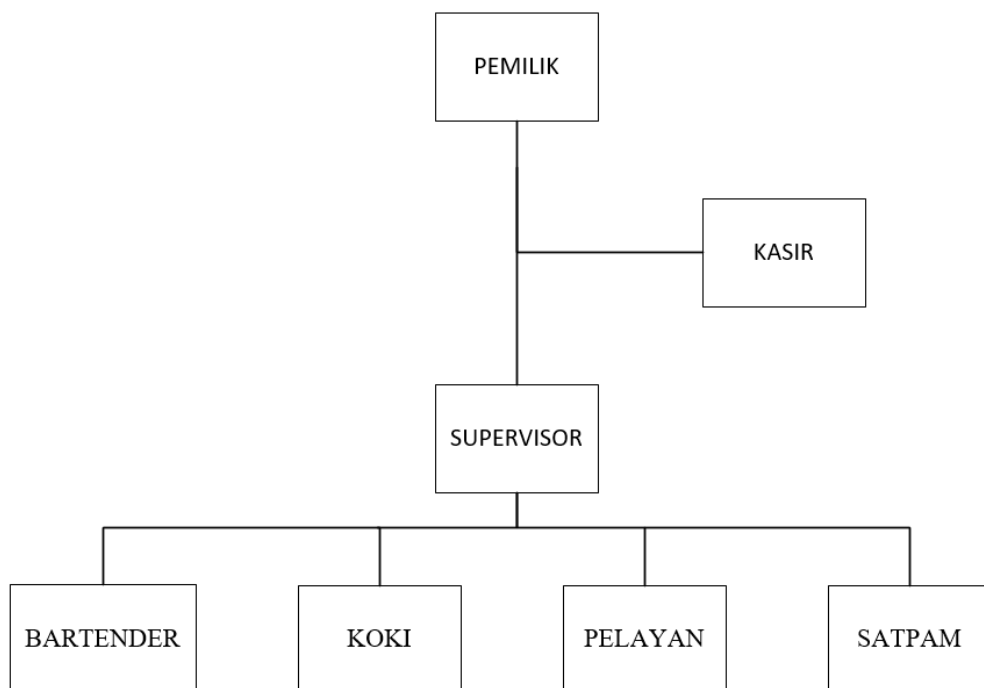 PEMILIK
KASIR
SUPERVISOR
BARTENDER
KOKI
PELAYAN
SATPAM